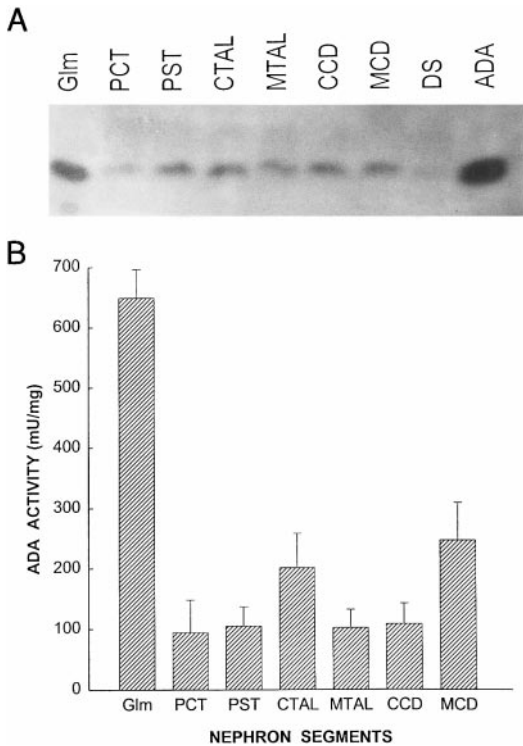 A
Glm PCT PST CTAL MTAL CCD MCD DS ADA
B
700
600
500
400
300
200
100
0
ADA ACTIVITY (mU/mg)
Glm PCT PST CTAL MTAL CCD MCD
NEPHRON SEGMENTS